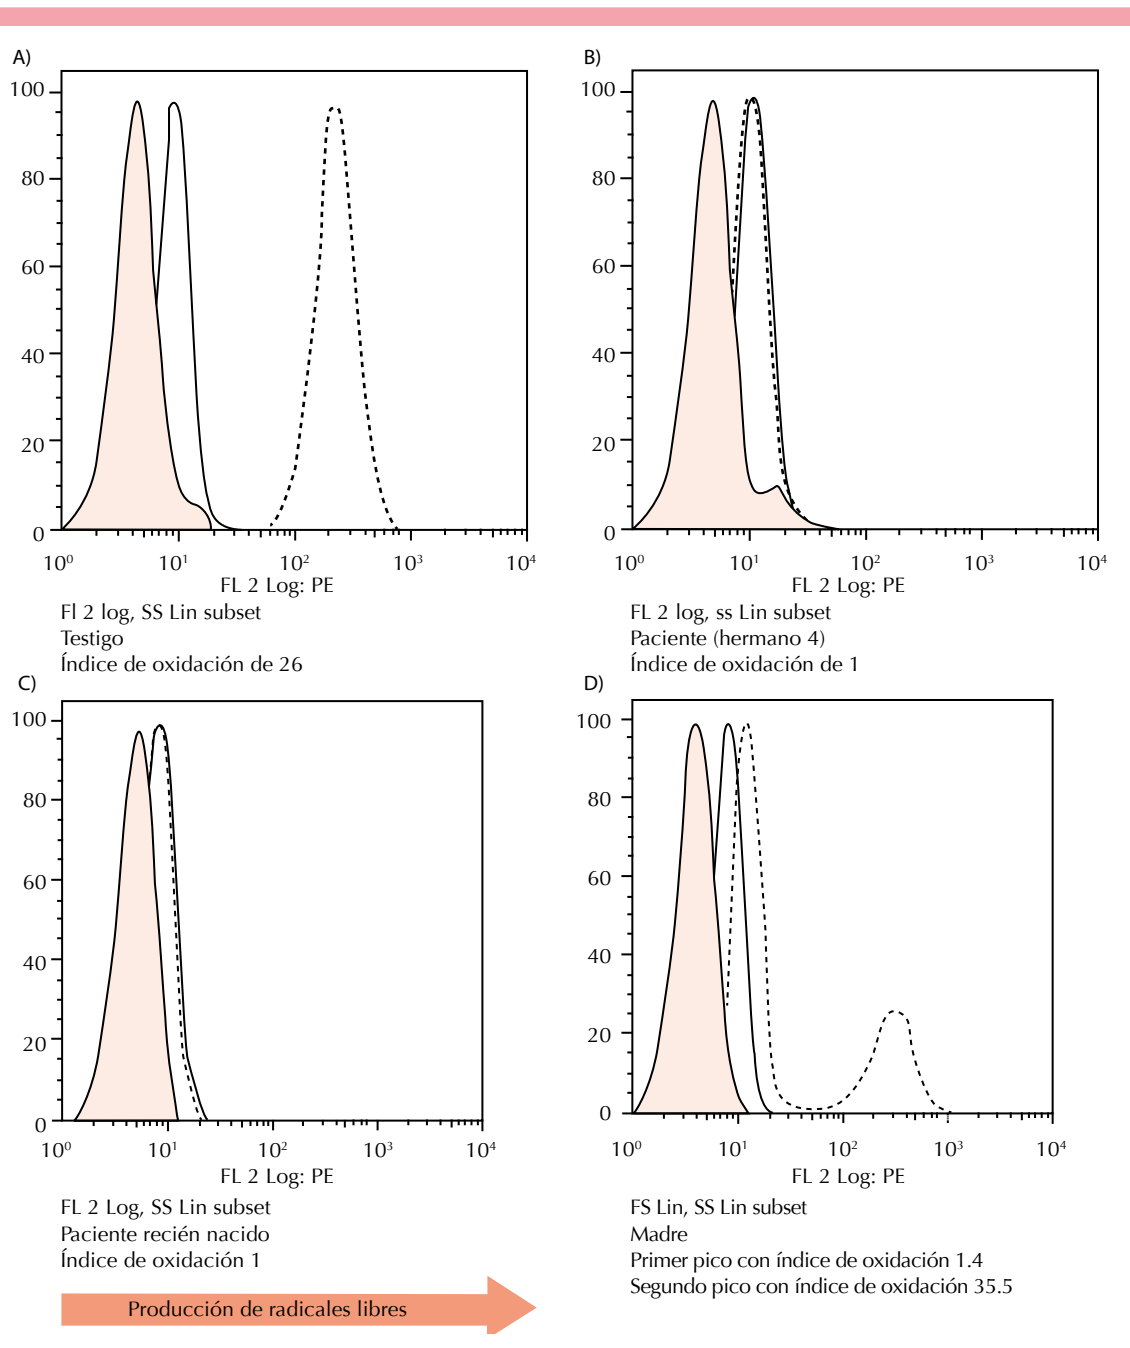 A)
100
80
60
40
20
0
10⁰ 10¹ 10² 10³ 10⁴
FL 2 Log: PE
Fl 2 log, SS Lin subset
Testigo
Índice de oxidación de 26
B)
100
80
60
40
20
0
10⁰ 10¹ 10² 10³ 10⁴
FL 2 Log: PE
FL 2 log, ss Lin subset
Paciente (hermano 4)
Índice de oxidación de 1
C)
100
80
60
40
20
0
10⁰ 10¹ 10² 10³ 10⁴
FL 2 Log: PE
FL 2 Log, SS Lin subset
Paciente recién nacido
Índice de oxidación 1
D)
100
80
60
40
20
0
10⁰ 10¹ 10² 10³ 10⁴
FL 2 Log: PE
FS Lin, SS Lin subset
Madre
Primer pico con índice de oxidación 1.4
Segundo pico con índice de oxidación 35.5
Producción de radicales libres